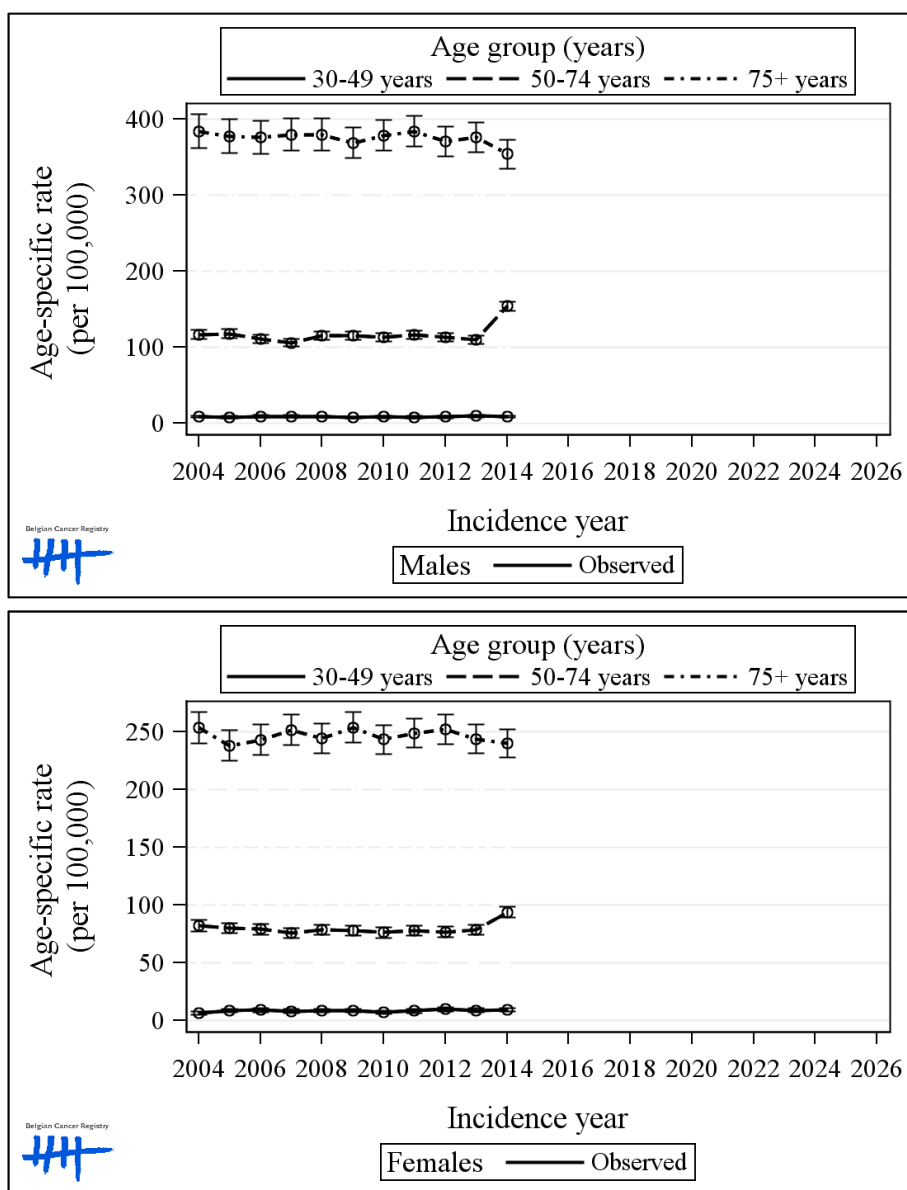 Age group (years)
30-49 years 50-74 years 75+ years
Age-specific rate
(per 100,000)
400
300
200
100
0
2004 2006 2008 2010 2012 2014 2016 2018 2020 2022 2024 2026
Incidence year
Belgian Cancer Registry
Males Observed
Age group (years)
30-49 years 50-74 years 75+ years
Age-specific rate
(per 100,000)
250
200
150
100
50
0
2004 2006 2008 2010 2012 2014 2016 2018 2020 2022 2024 2026
Incidence year
Belgian Cancer Registry
Females Observed